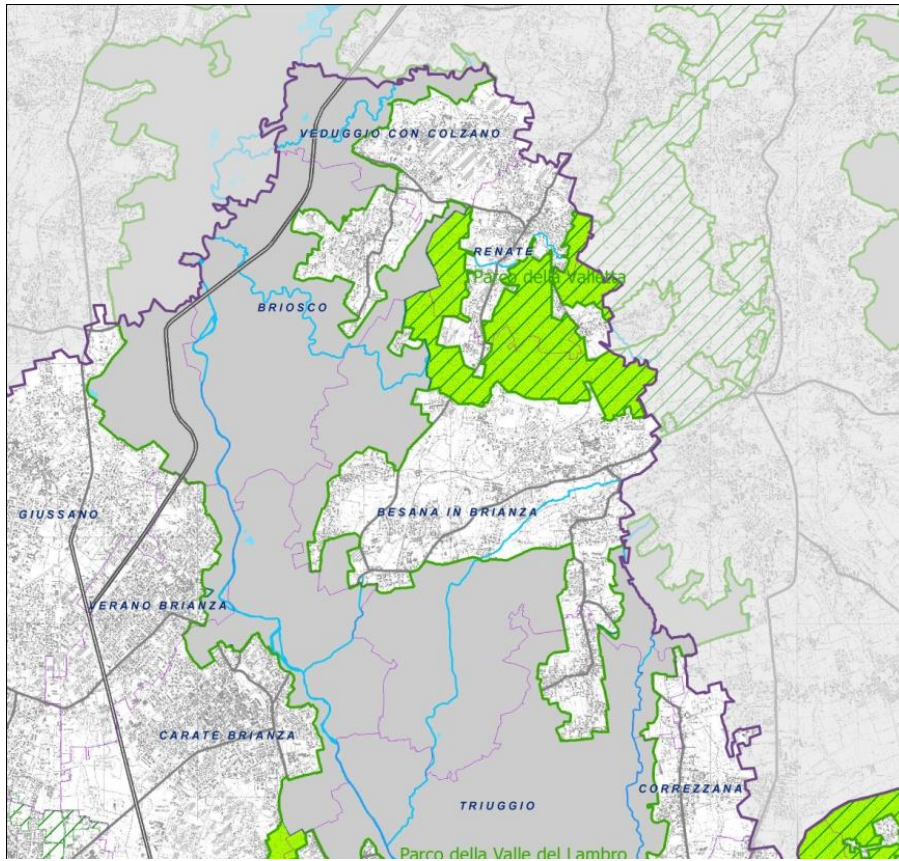 VEDUGGIO CON COLZANO
RENATE
Parco della Valletta
BRIOSCO
GIUSSANO
BESANA IN BRIANZA
VERANO BRIANZA
CARATE BRIANZA
CORREZZANA
TRIUGGIO
Parco della Valle del Lambro